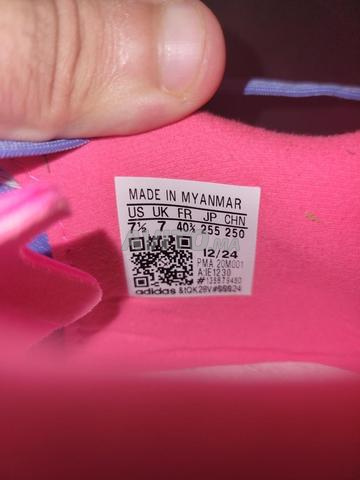 MADE IN MYANMAR
US UK FR JP CHN
7½ 7 40⅔ 255 250
12/24
PMA 20M001
A:IE1230
adidas